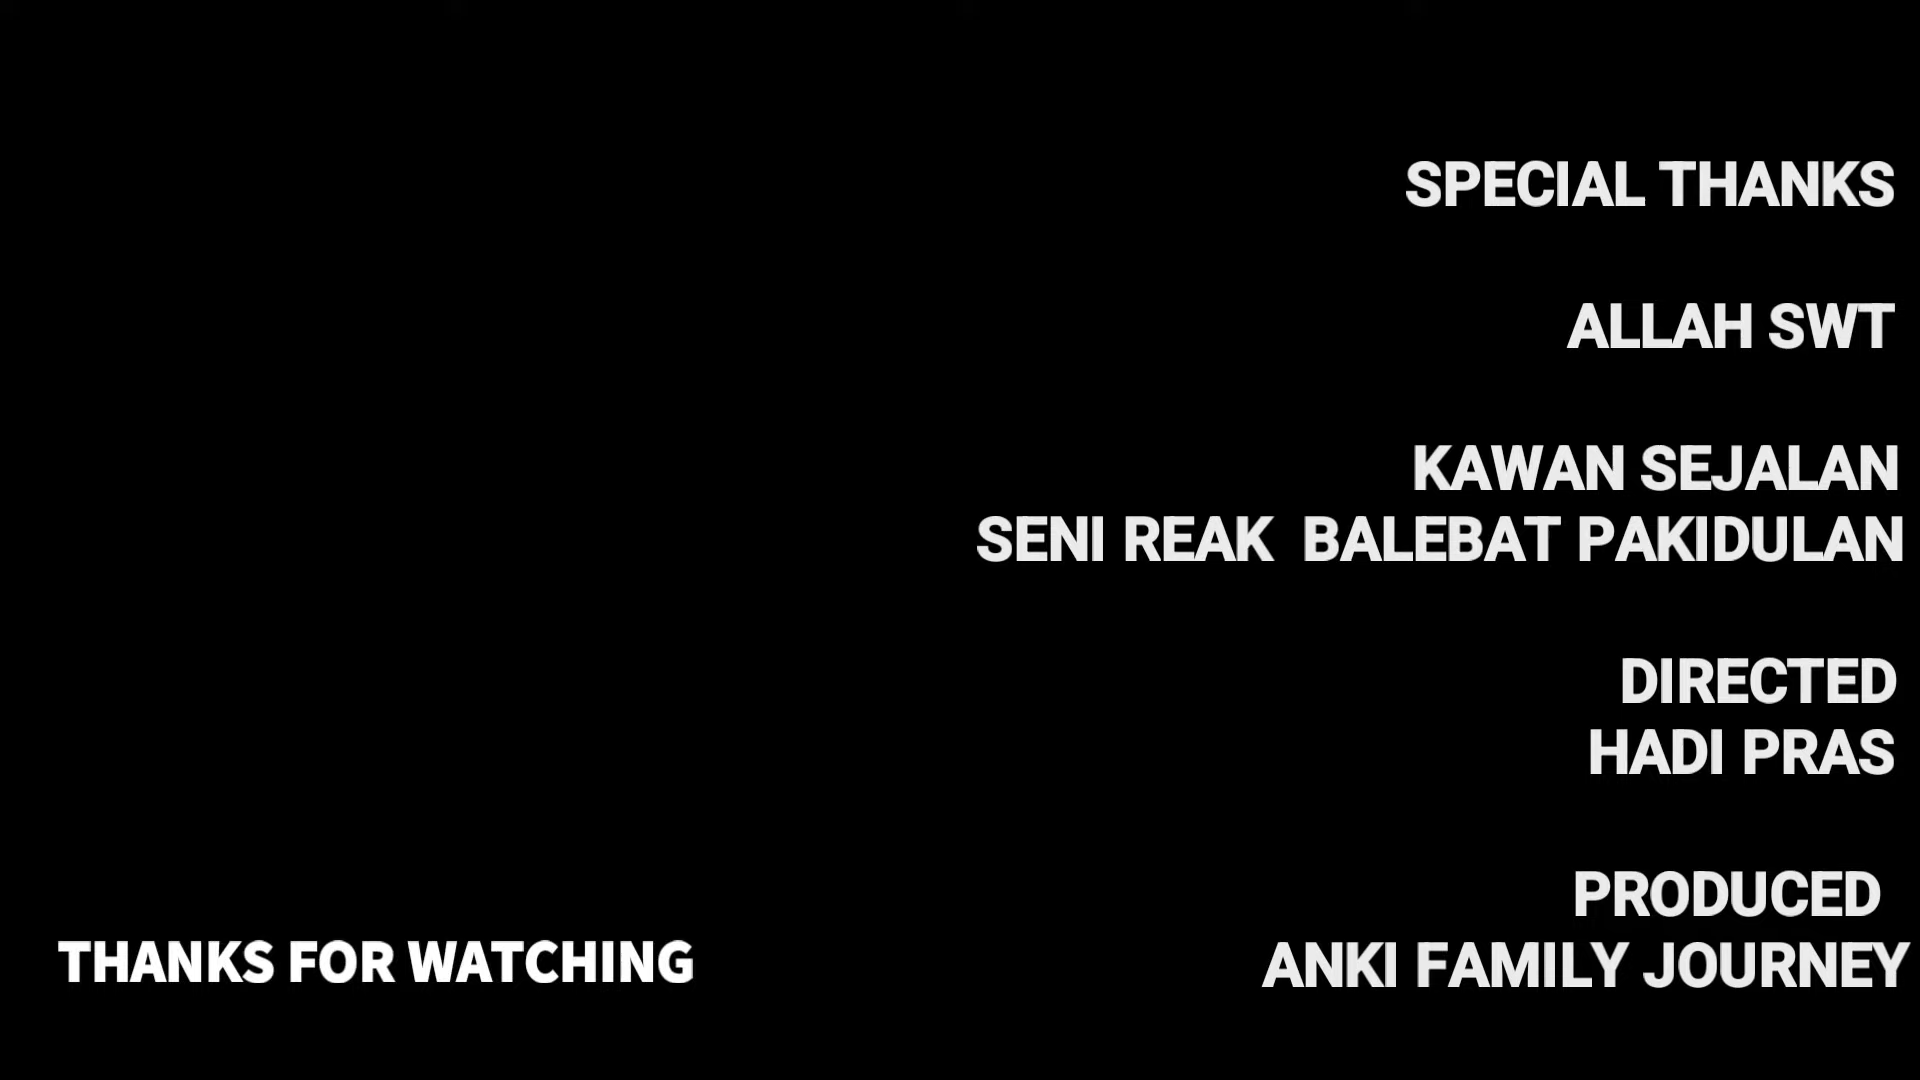 SPECIAL THANKS
ALLAH SWT
KAWAN SEJALAN
SENI REAK  BALEBAT PAKIDULAN
DIRECTED
HADI PRAS
PRODUCED
ANKI FAMILY JOURNEY
THANKS FOR WATCHING